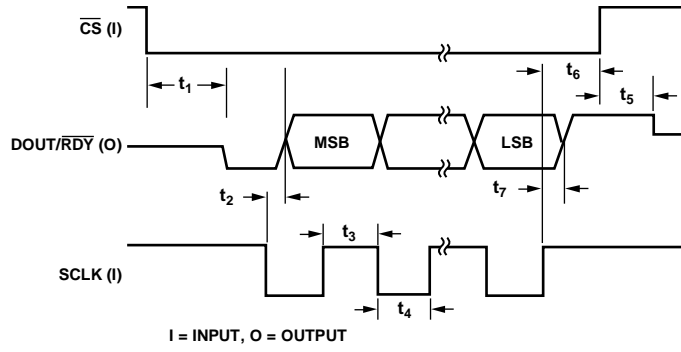 CS (I)
t1
t6
t5
DOUT/RDY (O)
MSB
LSB
t2
t7
t3
SCLK (I)
t4
I = INPUT, O = OUTPUT